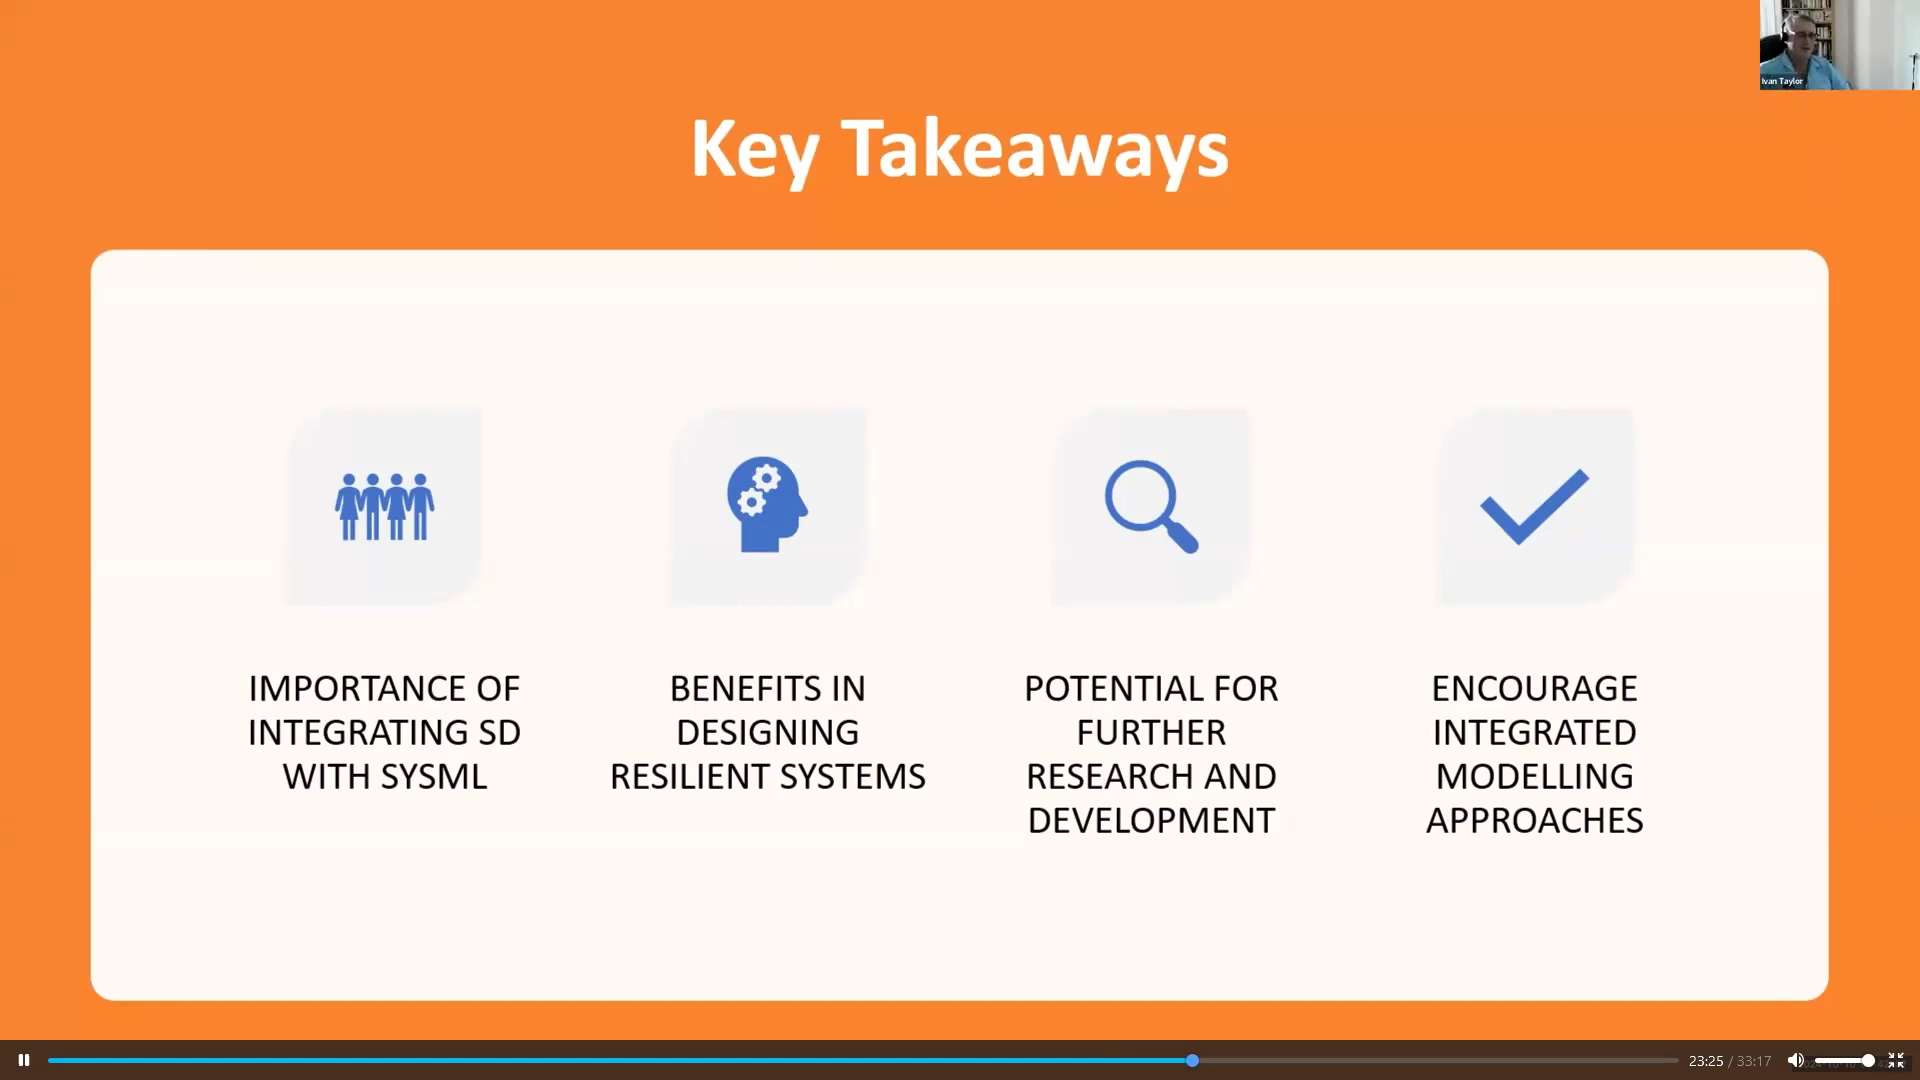 Ivan Taylor
Key Takeaways
IMPORTANCE OF
INTEGRATING SD
WITH SYSML
BENEFITS IN
DESIGNING
RESILIENT SYSTEMS
POTENTIAL FOR
FURTHER
RESEARCH AND
DEVELOPMENT
ENCOURAGE
INTEGRATED
MODELLING
APPROACHES
23:25 / 33:17